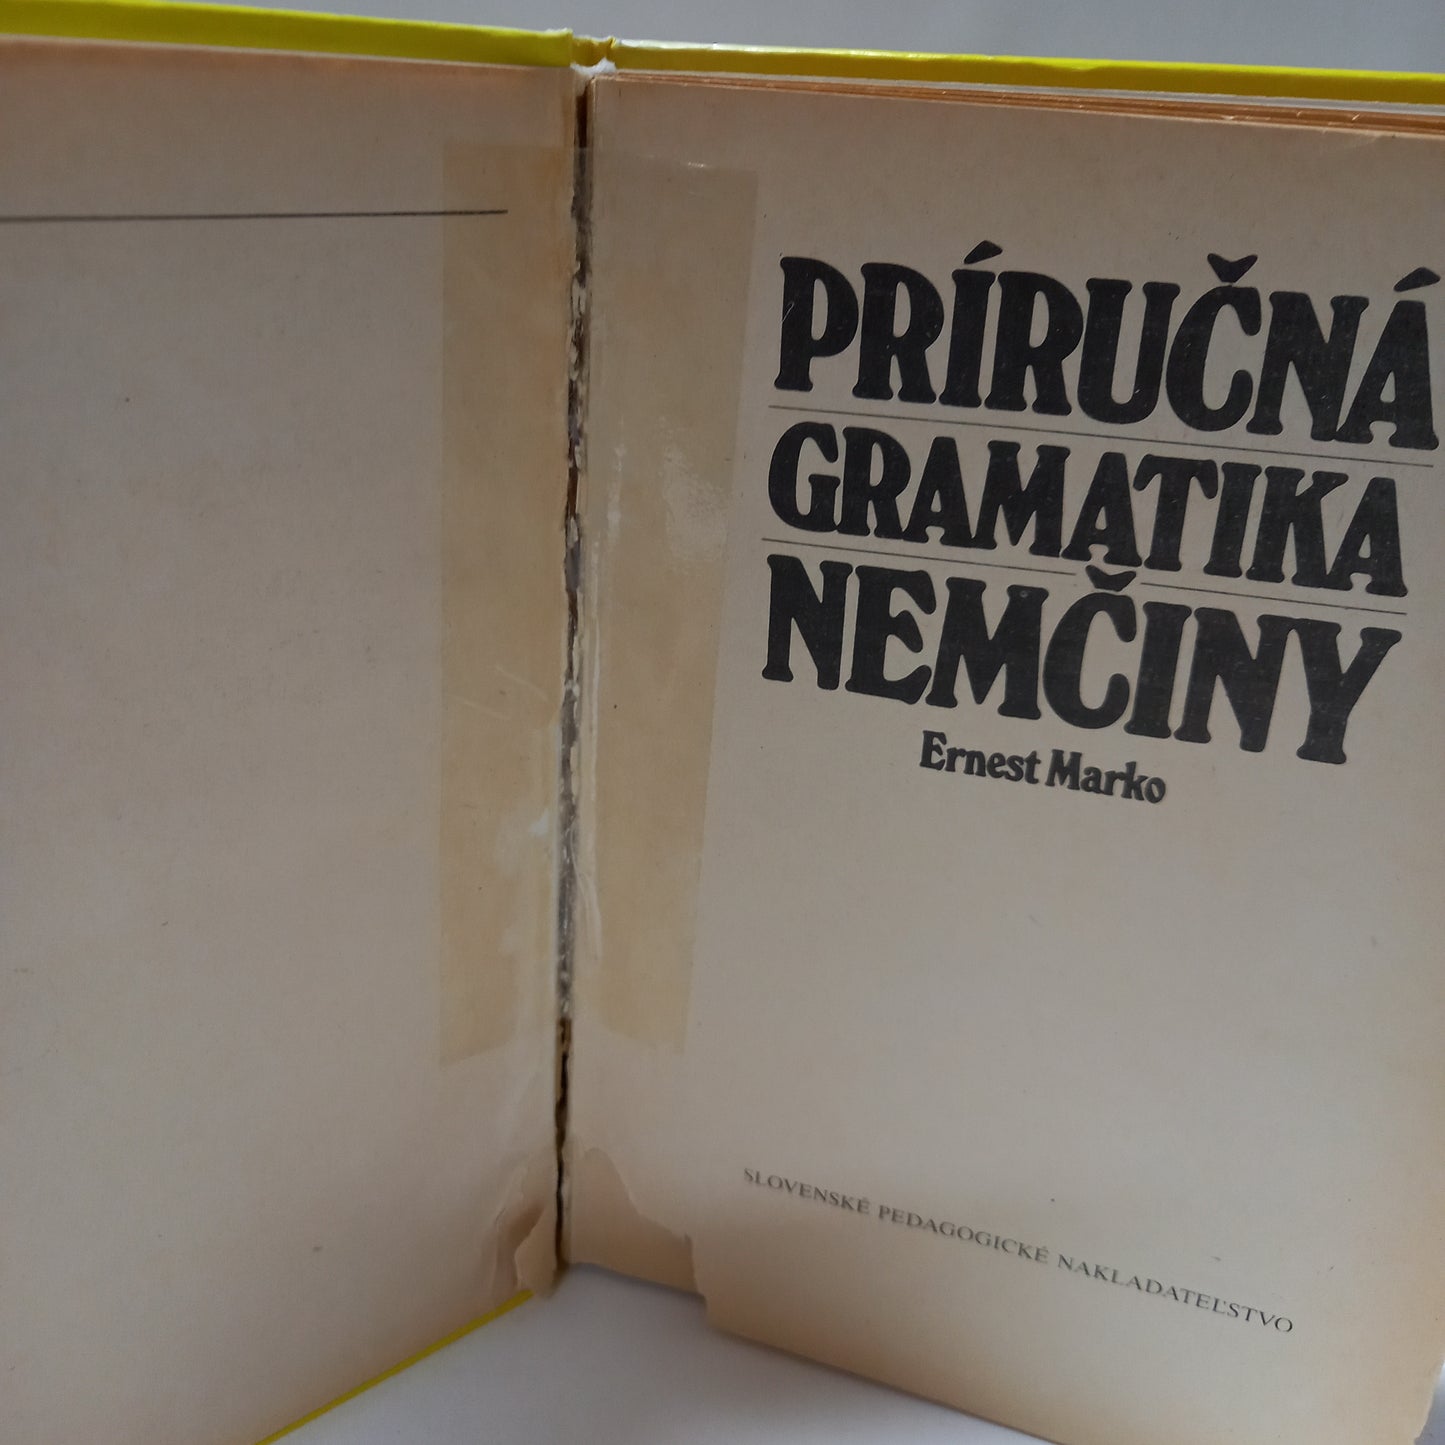 PRÍRUČNÁ
GRAMATIKA
NEMČINY
Ernest Marko
SLOVENSKÉ PEDAGOGICKÉ NAKLADATEĽSTVO